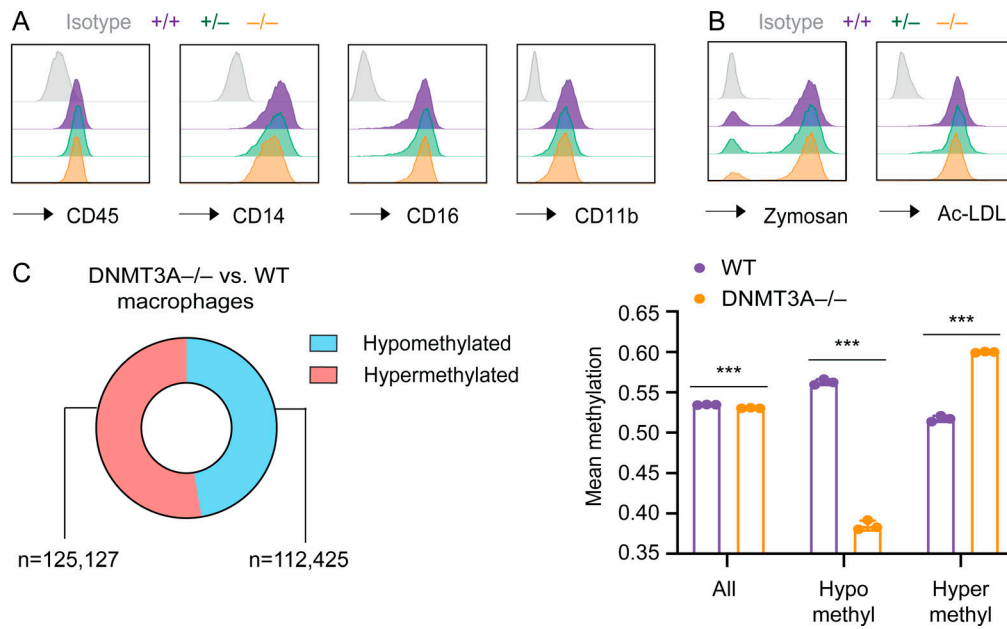 A
Isotype +/+ +/– –/–
CD45
CD14
CD16
CD11b
B
Isotype +/+ +/– –/–
Zymosan
Ac-LDL
C
DNMT3A–/– vs. WT
macrophages
Hypomethylated
Hypermethylated
n=125,127
n=112,425
WT
DNMT3A–/–
Mean methylation
0.65
0.60
0.55
0.50
0.45
0.40
0.35
***
***
***
All
Hypo
methyl
Hyper
methyl